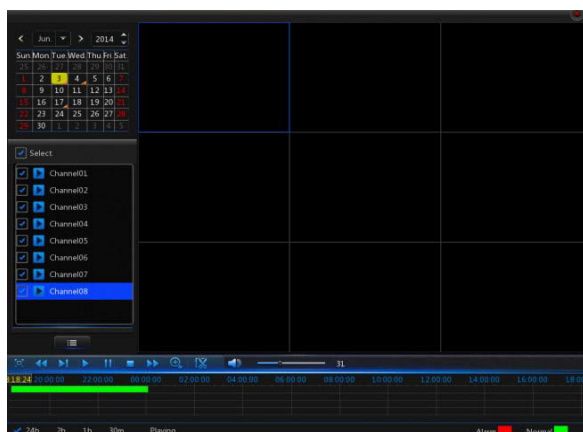 Jun 2014
Sun Mon Tue Wed Thu Fri Sat
25 26 27 28 29 30 31
1 2 3 4 5 6 7
8 9 10 11 12 13 14
15 16 17 18 19 20 21
22 23 24 25 26 27 28
29 30 1 2 3 4 5
Select
Channel01
Channel02
Channel03
Channel04
Channel05
Channel06
Channel07
Channel08
31
20:00:00 22:00:00 00:00:00 02:00:00 04:00:00 06:00:00 08:00:00 10:00:00 12:00:00 14:00:00 16:00:00
24h 2h 1h 30m Playing Alarm Normal